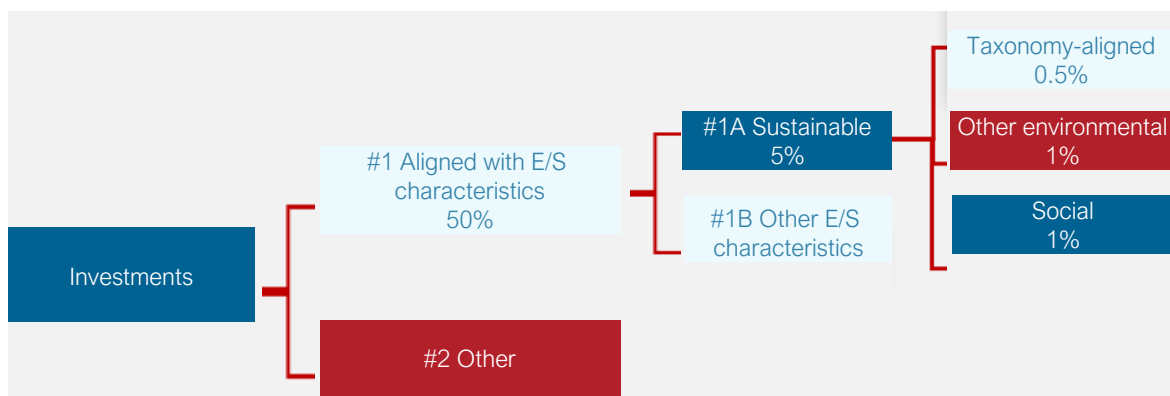 Investments
#1 Aligned with E/S
characteristics
50%
#2 Other
#1A Sustainable
5%
#1B Other E/S
characteristics
Taxonomy-aligned
0.5%
Other environmental
1%
Social
1%